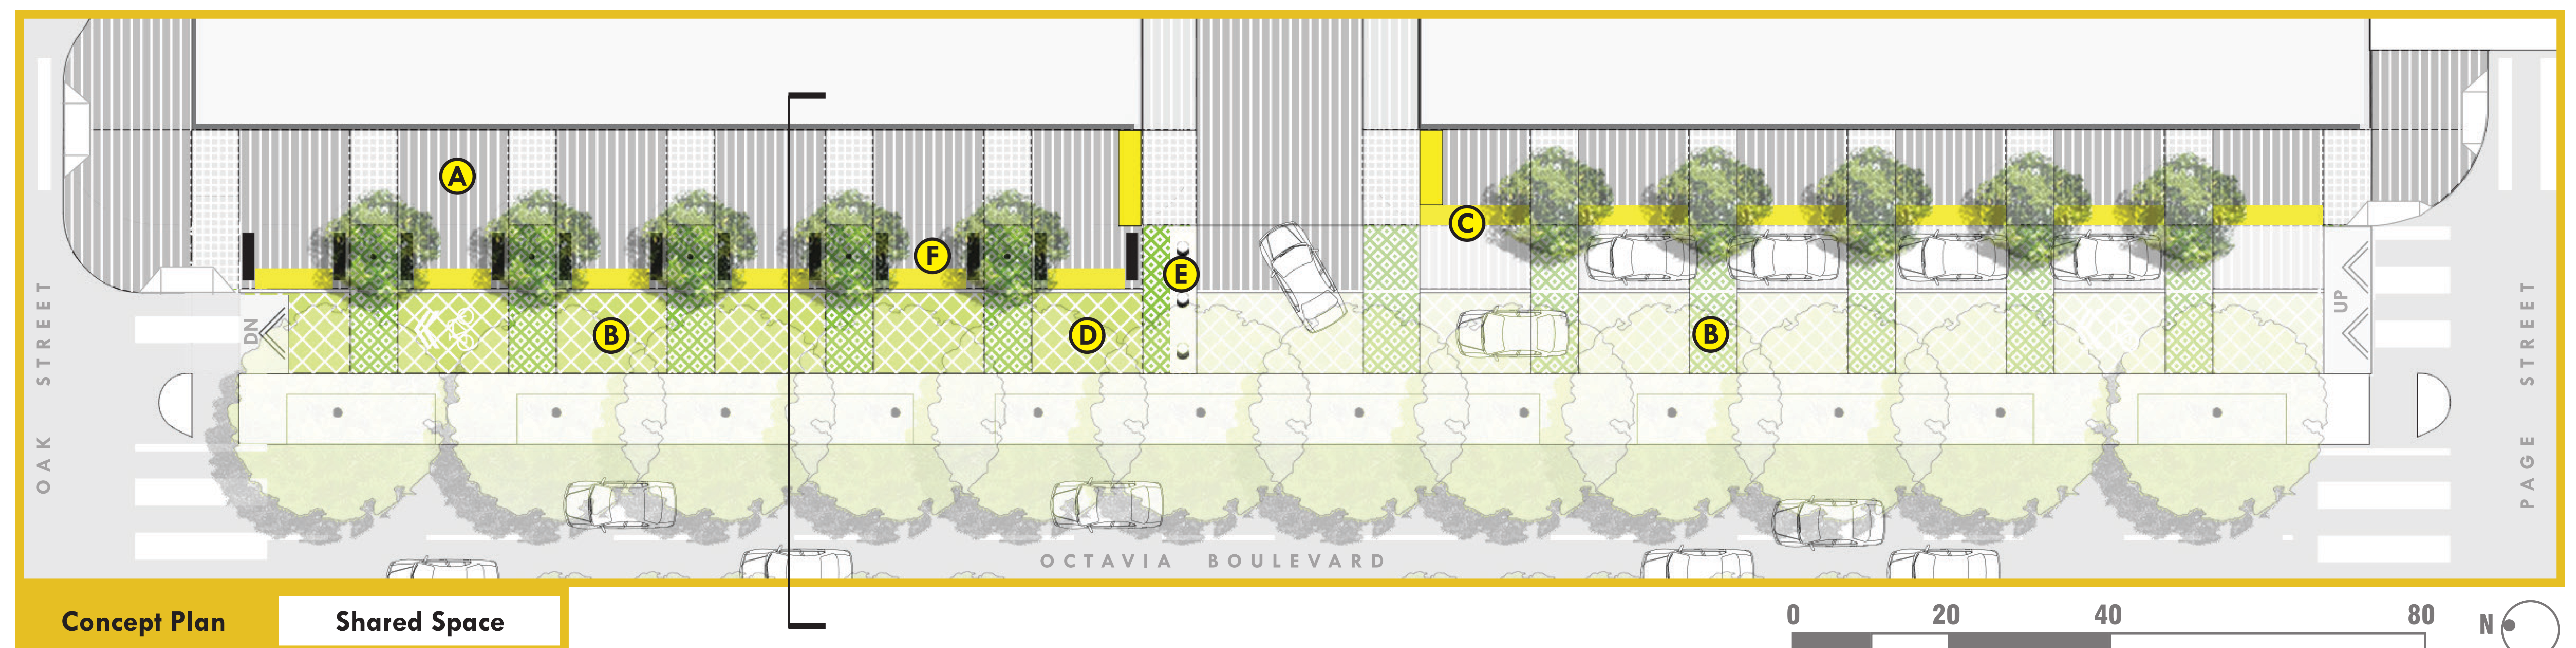 A
F
C
E
B
D
B
DN
UP
OAK STREET
PAGE STREET
OCTAVIA BOULEVARD
Concept Plan
Shared Space
0 20 40 80
N